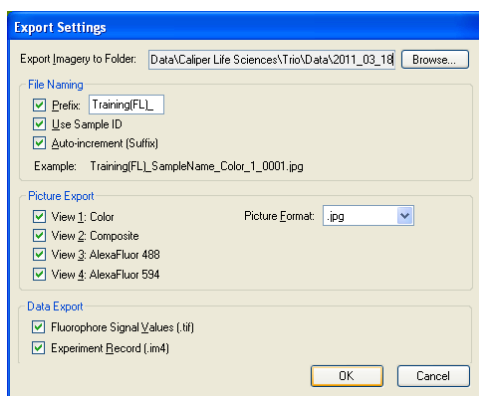 Export Settings
Export Imagery to Folder: Data\Caliper Life Sciences\Trio\Data\2011_03_18 Browse...
File Naming
Prefix: Training(FL)_
Use Sample ID
Auto-increment (Suffix)
Example: Training(FL)_SampleName_Color_1_0001.jpg
Picture Export
View 1: Color Picture Format: .jpg
View 2: Composite
View 3: AlexaFluor 488
View 4: AlexaFluor 594
Data Export
Fluorophore Signal Values (.tif)
Experiment Record (.im4)
OK Cancel